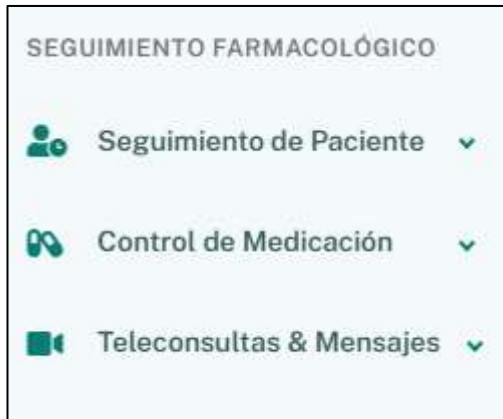 SEGUIMIENTO FARMACOLÓGICO
Seguimiento de Paciente
Control de Medicación
Teleconsultas & Mensajes